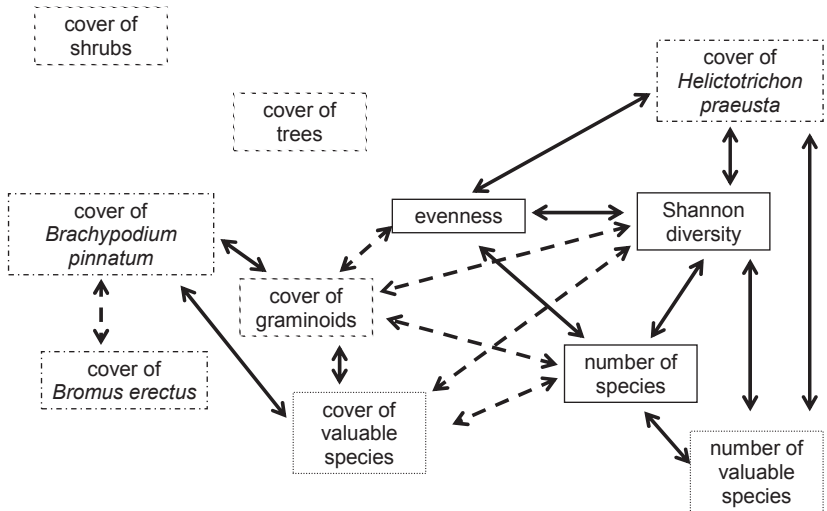 cover of
shrubs
cover of
trees
cover of
Helictotrichon
praeusta
cover of
Brachypodium
pinnatum
evenness
Shannon
diversity
cover of
graminoids
cover of
Bromus erectus
number of
species
cover of
valuable
species
number of
valuable
species